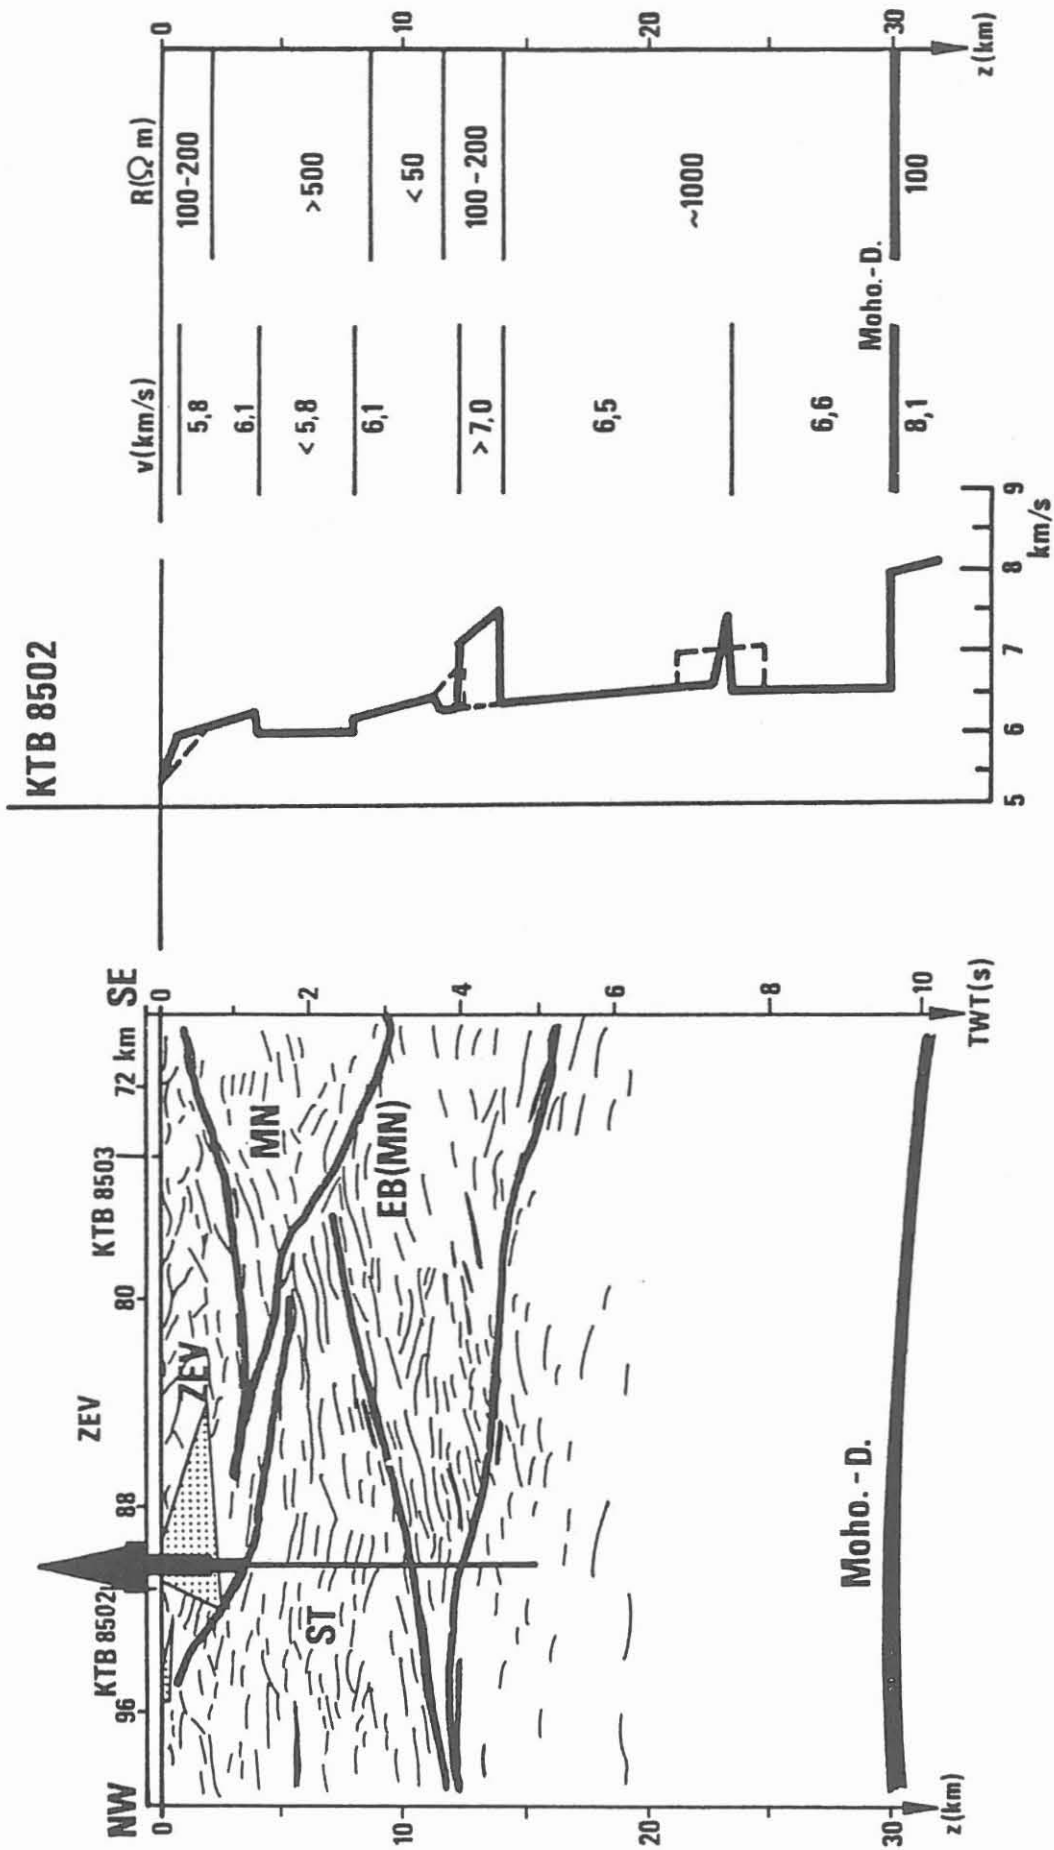 KTB 8502
NW
96
KTB 8502
88
ZEV
80
KTB 8503
72 km
SE
0
10
20
30
z(km)
0
2
4
6
8
10
TWT(s)
ZEV
MN
ST
EB(MN)
Moho.-D.
5
6
7
8
9
km/s
v(km/s)
5,8
6,1
<5,8
6,1
>7,0
6,5
6,6
8,1
Moho.-D.
R(Ωm)
100-200
>500
<50
100-200
~1000
100
0
10
20
30
z(km)